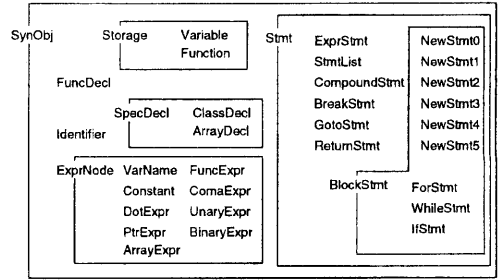 SynObj
Storage Variable
Function
FuncDecl
SpecDecl ClassDecl
ArrayDecl
Identifier
ExprNode VarName FuncExpr
Constant ComaExpr
DotExpr UnaryExpr
PtrExpr BinaryExpr
ArrayExpr
Stmt
ExprStmt
StmtList
CompoundStmt
BreakStmt
GotoStmt
ReturnStmt
NewStmt0
NewStmt1
NewStmt2
NewStmt3
NewStmt4
NewStmt5
BlockStmt
ForStmt
WhileStmt
IfStmt